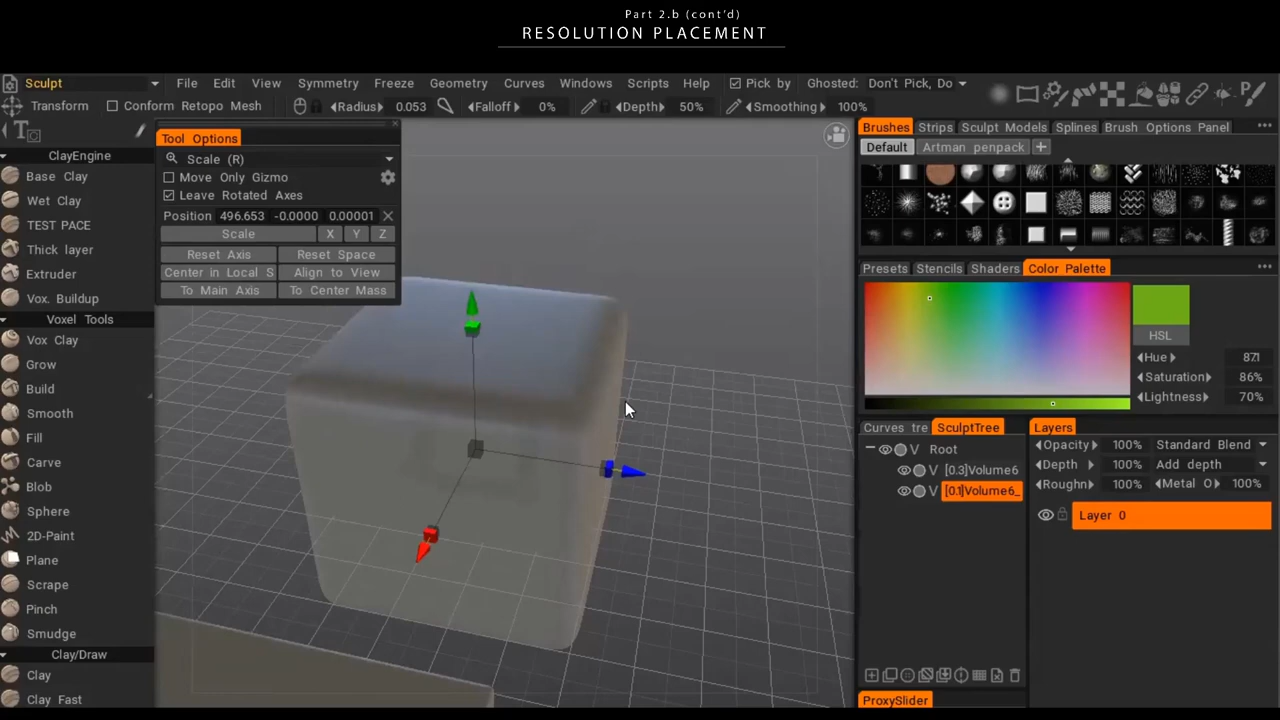 Part 2.b (cont'd)
RESOLUTION PLACEMENT
Sculpt File Edit View Symmetry Freeze Geometry Curves Windows Scripts Help Pick by Ghosted: Don't Pick, Do
Transform Conform Retopo Mesh Radius 0.053 Falloff 0% Depth 50% Smoothing 100%
ClayEngine
Base Clay
Wet Clay
TEST PACE
Thick layer
Extruder
Vox. Buildup
Voxel Tools
Vox Clay
Grow
Build
Smooth
Fill
Carve
Blob
Sphere
2D-Paint
Plane
Scrape
Pinch
Smudge
Clay/Draw
Clay
Clay Fast
Tool Options
Scale (R)
Move Only Gizmo
Leave Rotated Axes
Position 496.653 -0.0000 0.00001
Scale X Y Z
Reset Axis Reset Space
Center in Local S Align to View
To Main Axis To Center Mass
Brushes Strips Sculpt Models Splines Brush Options Panel
Default Artman penpack +
Presets Stencils Shaders Color Palette
HSL
Hue 87.1
Saturation 86%
Lightness 70%
Curves tre SculptTree
V Root
V [0.3]Volume6
V [0.1]Volume6_
Layers
Opacity 100% Standard Blend
Depth 100% Add depth
Roughn 100% Metal O 100%
Layer 0
ProxySlider